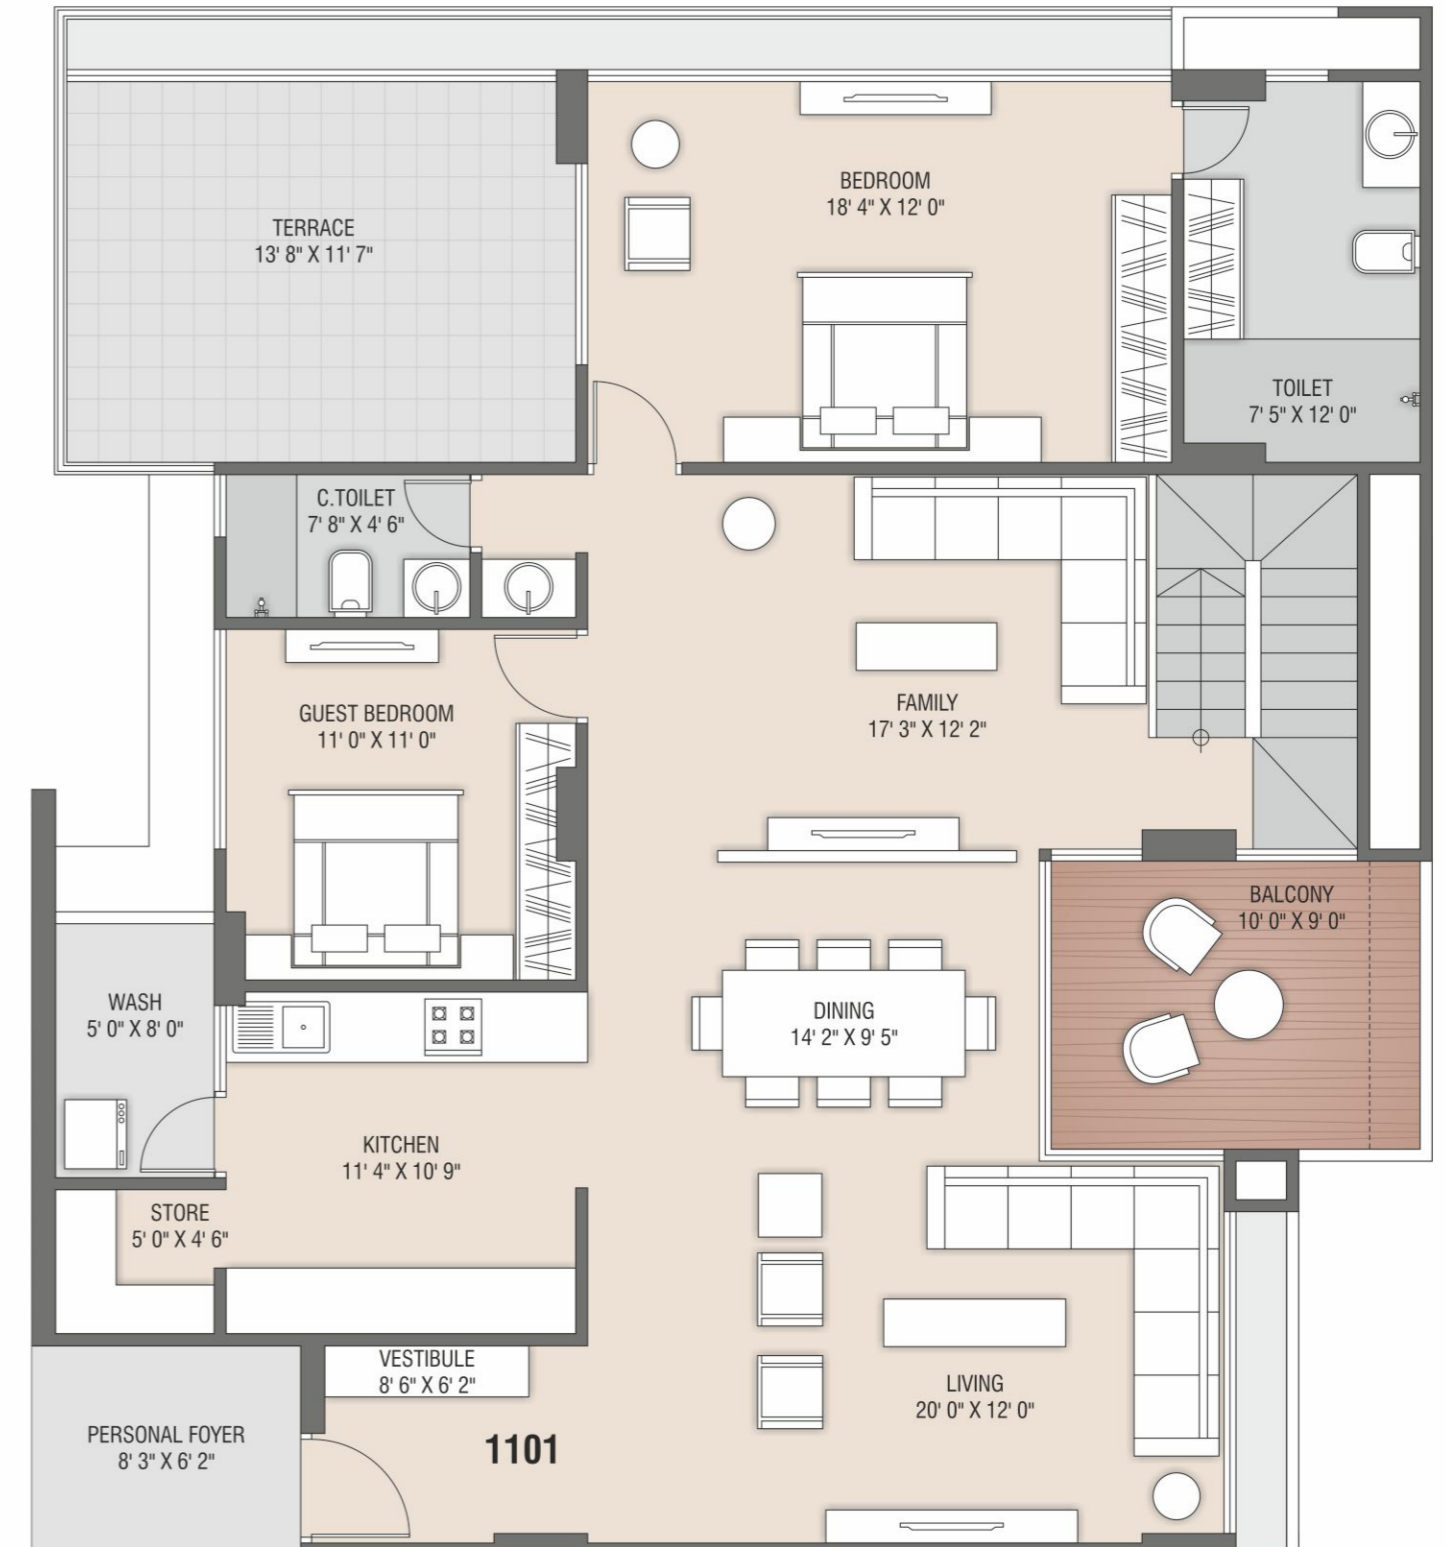 BEDROOM
18' 4" X 12' 0"
TERRACE
13' 8" X 11' 7"
TOILET
7' 5" X 12' 0"
C.TOILET
7' 8" X 4' 6"
FAMILY
17' 3" X 12' 2"
GUEST BEDROOM
11' 0" X 11' 0"
BALCONY
10' 0" X 9' 0"
WASH
5' 0" X 8' 0"
DINING
14' 2" X 9' 5"
KITCHEN
11' 4" X 10' 9"
STORE
5' 0" X 4' 6"
VESTIBULE
8' 6" X 6' 2"
LIVING
20' 0" X 12' 0"
PERSONAL FOYER
8' 3" X 6' 2"
1101